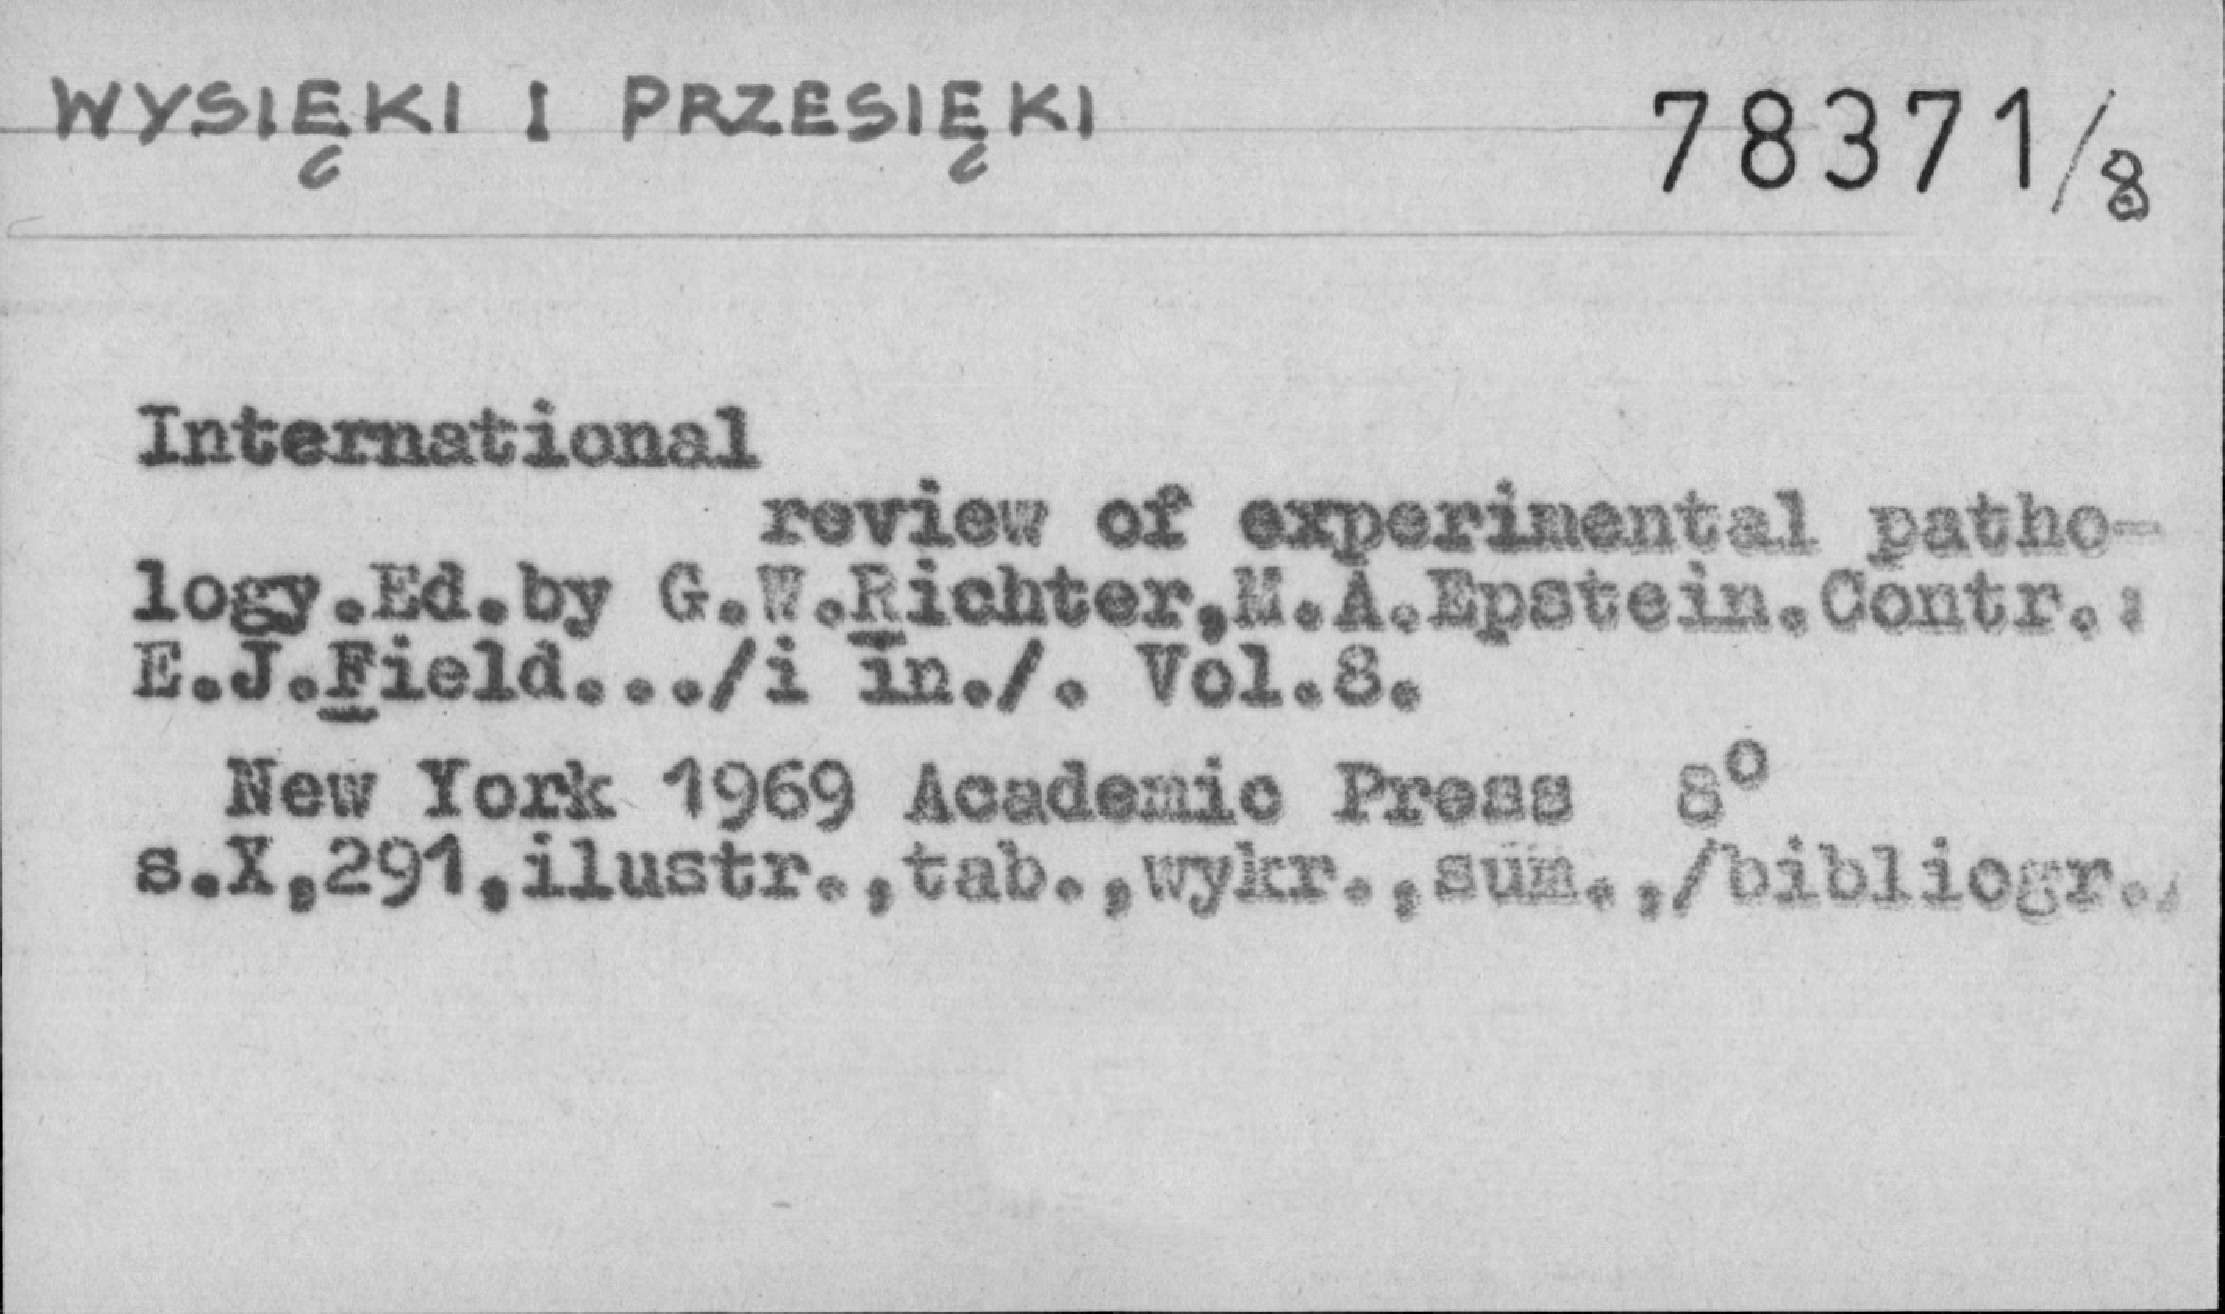 WYSIĘKI I PRZESIĘKI 78371/8
International
review of experimental patho-
logy.Ed.by G.W.Richter,M.A.Epstein.Contr.:
E.J.Field.../i in./. Vol.8.
New York 1969 Academic Press 8°
s.X,291,ilustr.,tab.,wykr.,sum.,/bibliogr./